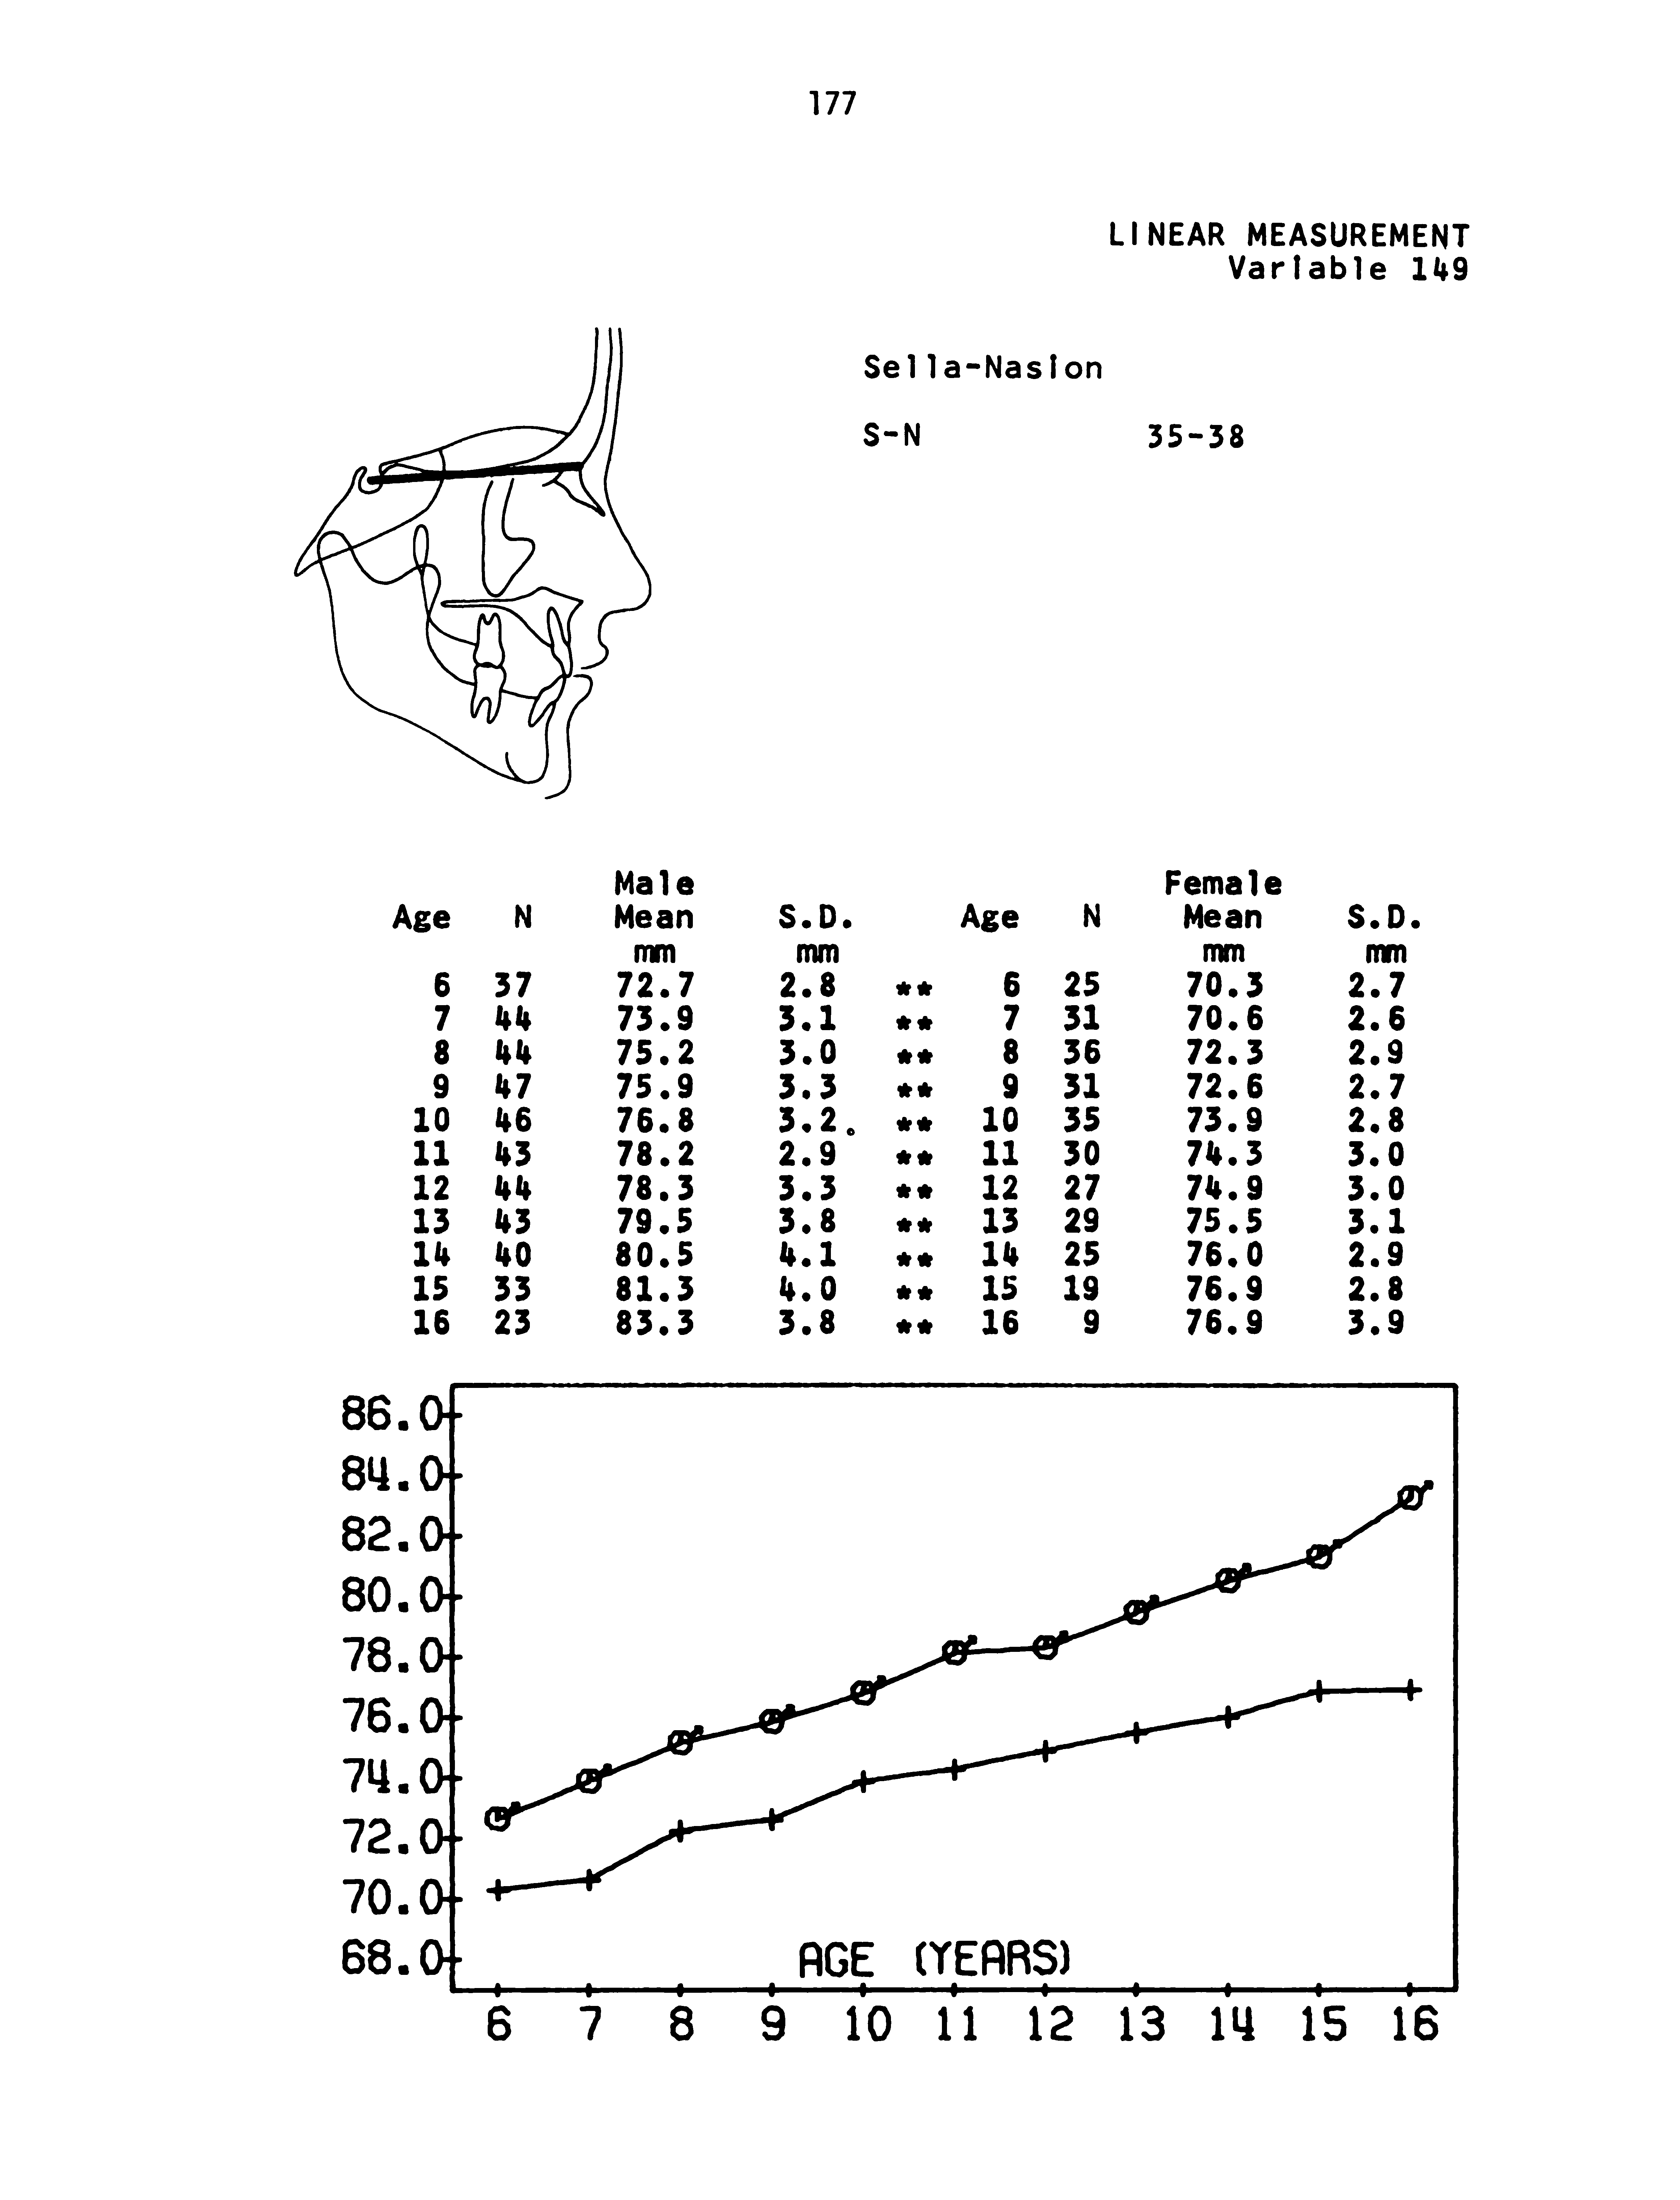 177
LINEAR MEASUREMENT
Variable 149
Sella-Nasion
S-N 35-38
Male Female
Age N Mean S.D. Age N Mean S.D.
mm mm mm mm
6 37 72.7 2.8 ** 6 25 70.3 2.7
7 44 73.9 3.1 ** 7 31 70.6 2.6
8 44 75.2 3.0 ** 8 36 72.3 2.9
9 47 75.9 3.3 ** 9 31 72.6 2.7
10 46 76.8 3.2 ** 10 35 73.9 2.8
11 43 78.2 2.9 ** 11 30 74.3 3.0
12 44 78.3 3.3 ** 12 27 74.9 3.0
13 43 79.5 3.8 ** 13 29 75.5 3.1
14 40 80.5 4.1 ** 14 25 76.0 2.9
15 33 81.3 4.0 ** 15 19 76.9 2.8
16 23 83.3 3.8 ** 16 9 76.9 3.9
86.0
84.0
82.0
80.0
78.0
76.0
74.0
72.0
70.0
68.0
AGE (YEARS)
6 7 8 9 10 11 12 13 14 15 16